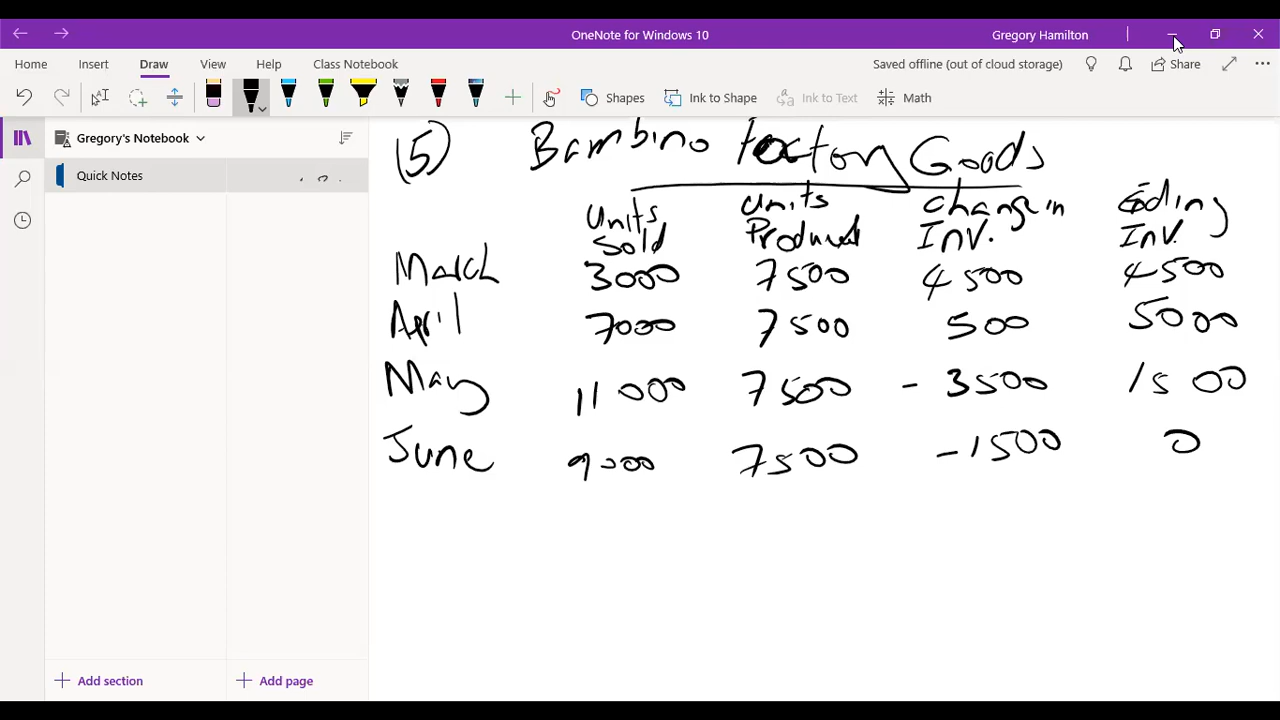 OneNote for Windows 10 Gregory Hamilton
Home Insert Draw View Help Class Notebook Saved offline (out of cloud storage) Share
Shapes Ink to Shape Ink to Text Math
Gregory's Notebook
Quick Notes
(5) Bambino Factory Goods
Units Sold Units Produced Change in Inv. Ending Inv.
March 3000 7500 4500 4500
April 7000 7500 500 5000
May 11000 7500 -3500 1500
June 9000 7500 -1500 0
Add section Add page